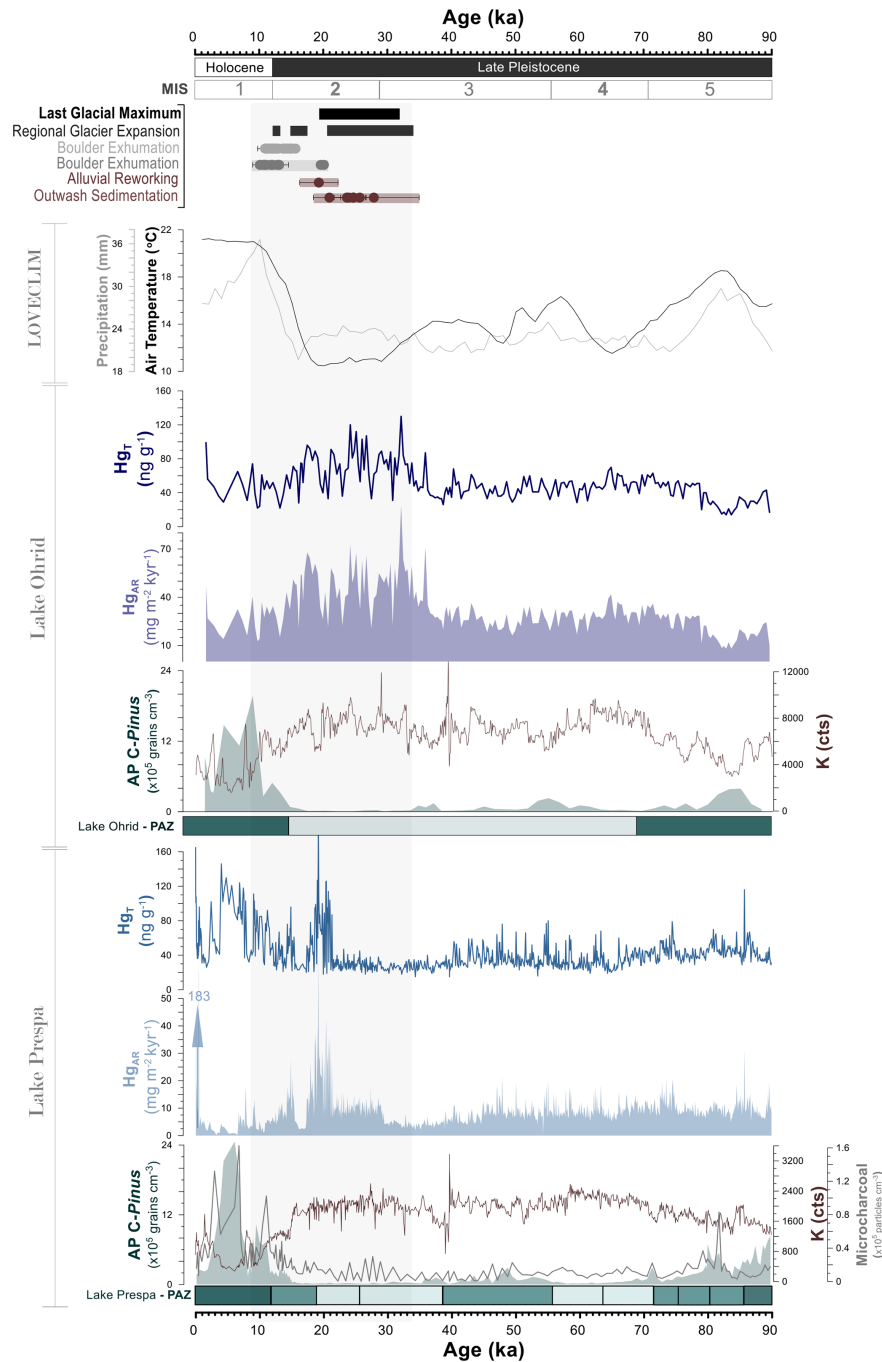 Age (ka)
0 10 20 30 40 50 60 70 80 90
Holocene Late Pleistocene
MIS 1 2 3 4 5
Last Glacial Maximum
Regional Glacier Expansion
Boulder Exhumation
Boulder Exhumation
Alluvial Reworking
Outwash Sedimentation
LOVECLIM
Precipitation (mm)
36
30
24
18
Air Temperature (°C)
22
18
14
10
Lake Ohrid
HgT
(ng g-1)
160
120
80
40
0
HgAR
(mg m-2 kyr-1)
70
40
10
AP C-Pinus
(x10⁵ grains cm-3)
24
12
0
12000
8000
4000
K (cts)
Lake Ohrid - PAZ
Lake Prespa
HgT
(ng g-1)
160
120
80
40
0
183
HgAR
(mg m-2 kyr-1)
50
40
30
20
10
0
AP C-Pinus
(x10⁵ grains cm-3)
24
12
0
3200
2400
1600
800
0
K (cts)
1.6
1.2
0.8
0.4
0
Microcharcoal
(x10⁵ particles cm-3)
Lake Prespa - PAZ
0 10 20 30 40 50 60 70 80 90
Age (ka)